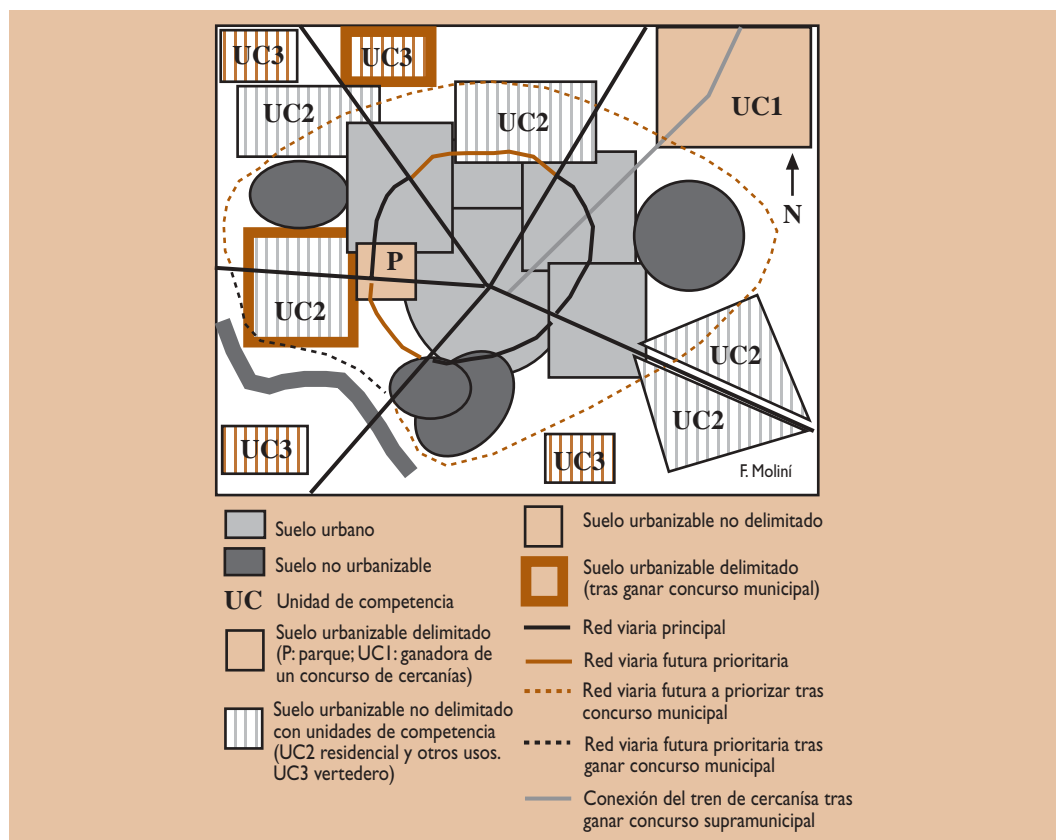 UC3
UC3
UC2
UC2
UC1
N
P
UC2
UC2
UC2
UC3
UC3
F. Moliní
Suelo urbano
Suelo no urbanizable
UC Unidad de competencia
Suelo urbanizable delimitado
(P: parque; UC1: ganadora de
un concurso de cercanías)
Suelo urbanizable no delimitado
con unidades de competencia
(UC2 residencial y otros usos.
UC3 vertedero)
Suelo urbanizable no delimitado
Suelo urbanizable delimitado
(tras ganar concurso municipal)
Red viaria principal
Red viaria futura prioritaria
Red viaria futura a priorizar tras
concurso municipal
Red viaria futura prioritaria tras
ganar concurso municipal
Conexión del tren de cercanísa tras
ganar concurso supramunicipal